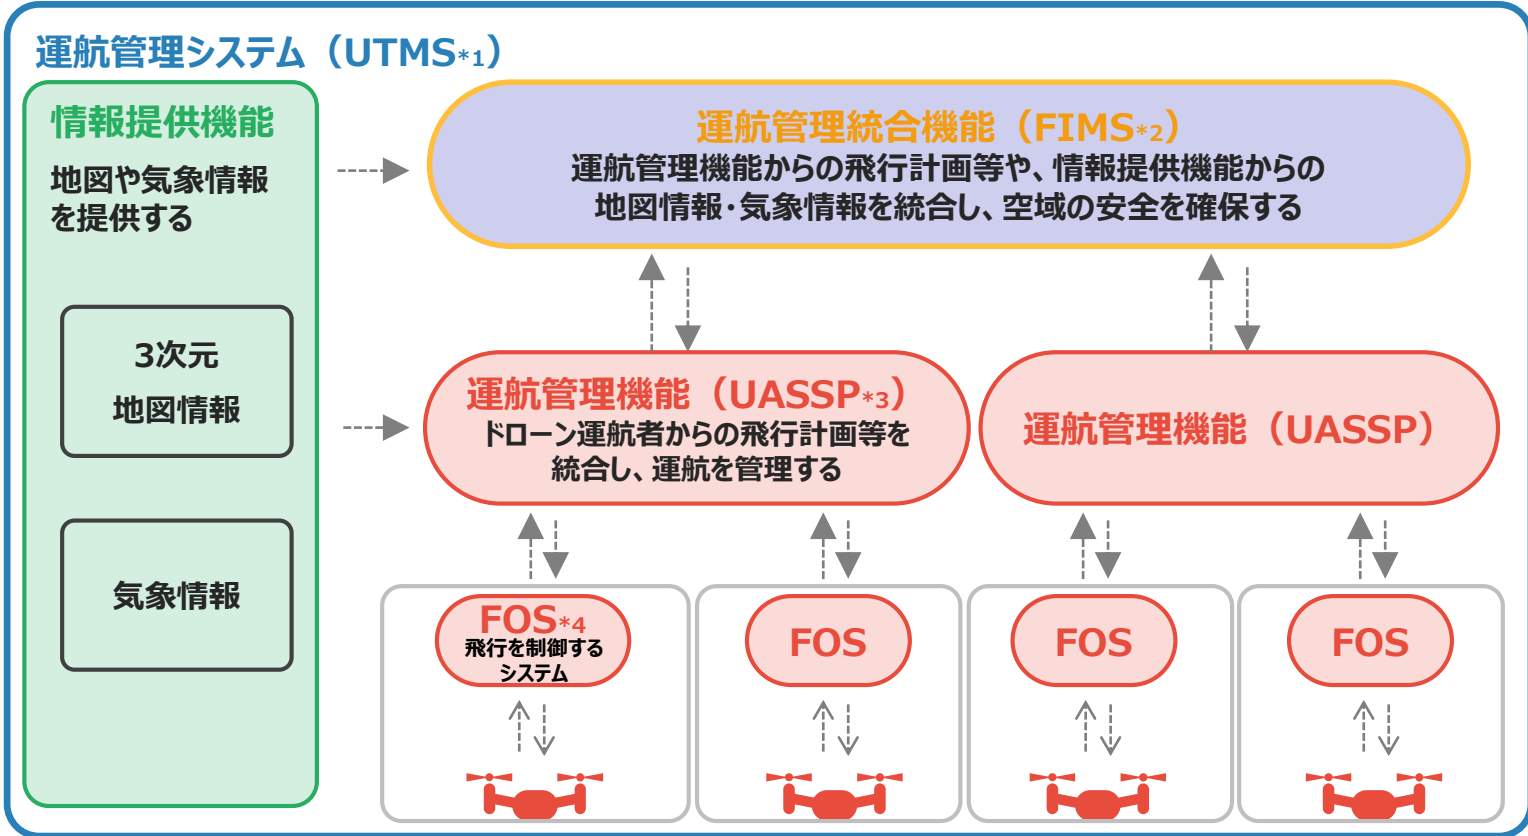 運航管理システム（UTMS*1）
情報提供機能
地図や気象情報
を提供する
3次元
地図情報
気象情報
運航管理統合機能（FIMS*2）
運航管理機能からの飛行計画等や、情報提供機能からの
地図情報・気象情報を統合し、空域の安全を確保する
運航管理機能（UASSP*3）
ドローン運航者からの飛行計画等を
統合し、運航を管理する
運航管理機能（UASSP）
FOS*4
飛行を制御する
システム
FOS
FOS
FOS